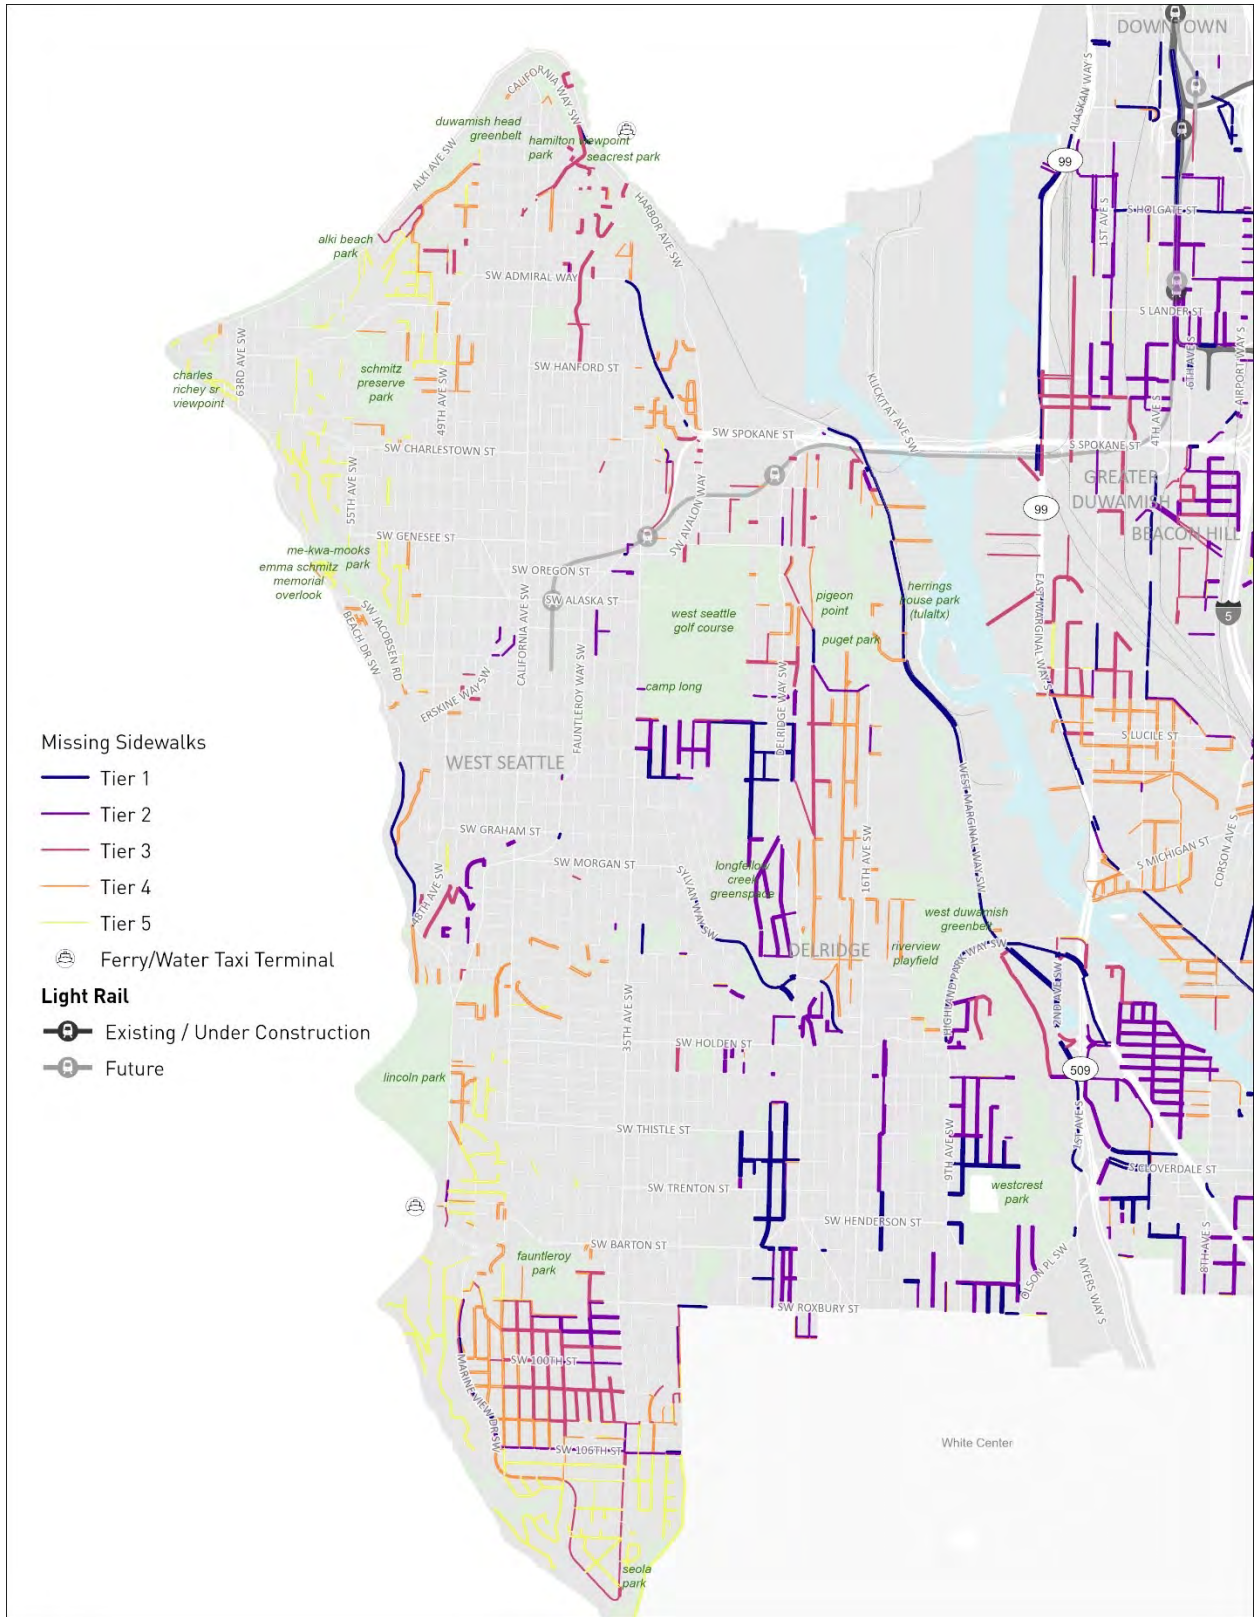 DOWNTOWN
CALIFORNIA WAY SW
ALASKAN WAY S
duwamish head
greenbelt
hamilton viewpoint
park
seacrest park
ALKI AVE SW
99
HARBOR AVE SW
1ST AVE S
S HOLGATE ST
alki beach
park
SW ADMIRAL WAY
S LANDER ST
63RD AVE SW
charles
richey sr
viewpoint
schmitz
preserve
park
49TH AVE SW
SW HANFORD ST
KLICKITAT AVE SW
6TH AVE S
AIRPORT WAY S
4TH AVE S
SW CHARLESTOWN ST
SW SPOKANE ST
S SPOKANE ST
55TH AVE SW
SW AVALON WAY
GREATER
DUWAMISH
99
BEACON HILL
SW GENESEE ST
me-kwa-mooks
park
emma schmitz
memorial
overlook
SW OREGON ST
SW ALASKA ST
BEACH DR SW
SW JACOBSEN RD
CALIFORNIA AVE SW
FAUNTLEROY WAY SW
west seattle
golf course
pigeon
point
puget park
herrings
house park
(tulaltx)
EAST MARGINAL WAY S
5
ERSKINE WAY SW
camp long
DELRIDGE WAY SW
S LUCILE ST
Missing Sidewalks
Tier 1
Tier 2
Tier 3
Tier 4
Tier 5
Ferry/Water Taxi Terminal
Light Rail
Existing / Under Construction
Future
WEST SEATTLE
SW GRAHAM ST
SW MORGAN ST
48TH AVE SW
SYLVAN WAY SW
longfellow
creek
greenspace
16TH AVE SW
WEST MARGINAL WAY SW
S MICHIGAN ST
CORSON AVE S
DELRIDGE
west duwamish
greenbelt
riverview
playfield
HIGHLAND PARK WAY SW
2ND AVE SW
35TH AVE SW
SW HOLDEN ST
509
lincoln park
SW THISTLE ST
9TH AVE SW
1ST AVE S
S CLOVERDALE ST
SW TRENTON ST
westcrest
park
SW HENDERSON ST
8TH AVE S
SW BARTON ST
fauntleroy
park
OLSON PL SW
MYERS WAY S
SW ROXBURY ST
SW 100TH ST
MARINE VIEW DR SW
SW 106TH ST
White Center
seola
park